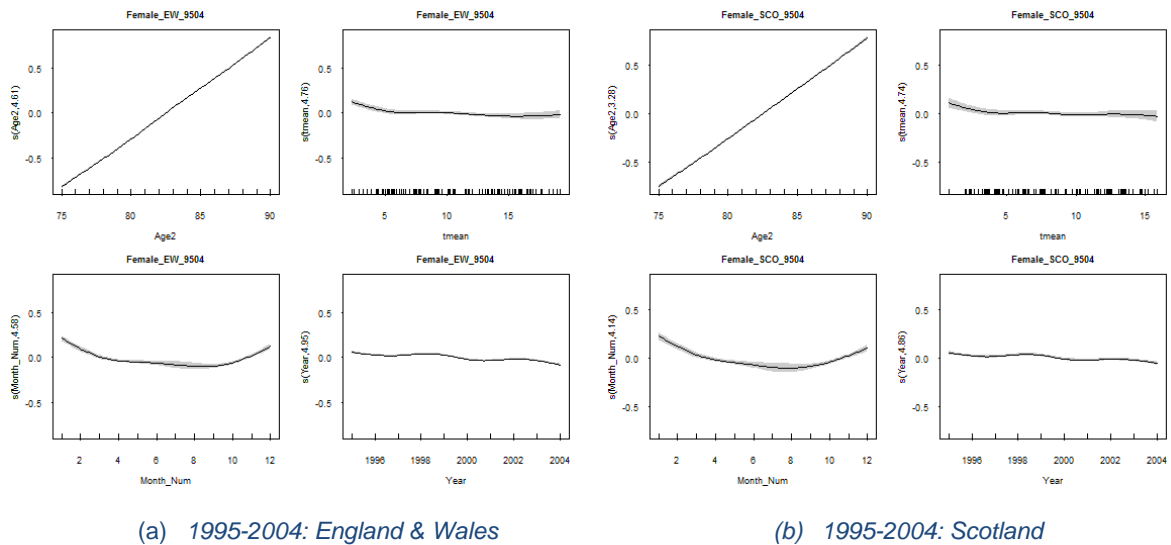 Female_EW_9504
s(Age2,4.61)
0.5
0.0
-0.5
75
80
85
90
Age2
Female_EW_9504
s(tmean,4.76)
0.5
0.0
-0.5
5
10
15
tmean
Female_EW_9504
s(Month_Num,4.58)
0.5
0.0
-0.5
2
4
6
8
10
12
Month_Num
Female_EW_9504
s(Year,4.95)
0.5
0.0
-0.5
1996
1998
2000
2002
2004
Year
(a) 1995-2004: England & Wales
Female_SCO_9504
s(Age2,3.28)
0.5
0.0
-0.5
75
80
85
90
Age2
Female_SCO_9504
s(tmean,4.74)
0.5
0.0
-0.5
5
10
15
tmean
Female_SCO_9504
s(Month_Num,4.14)
0.5
0.0
-0.5
2
4
6
8
10
12
Month_Num
Female_SCO_9504
s(Year,4.86)
0.5
0.0
-0.5
1996
1998
2000
2002
2004
Year
(b) 1995-2004: Scotland